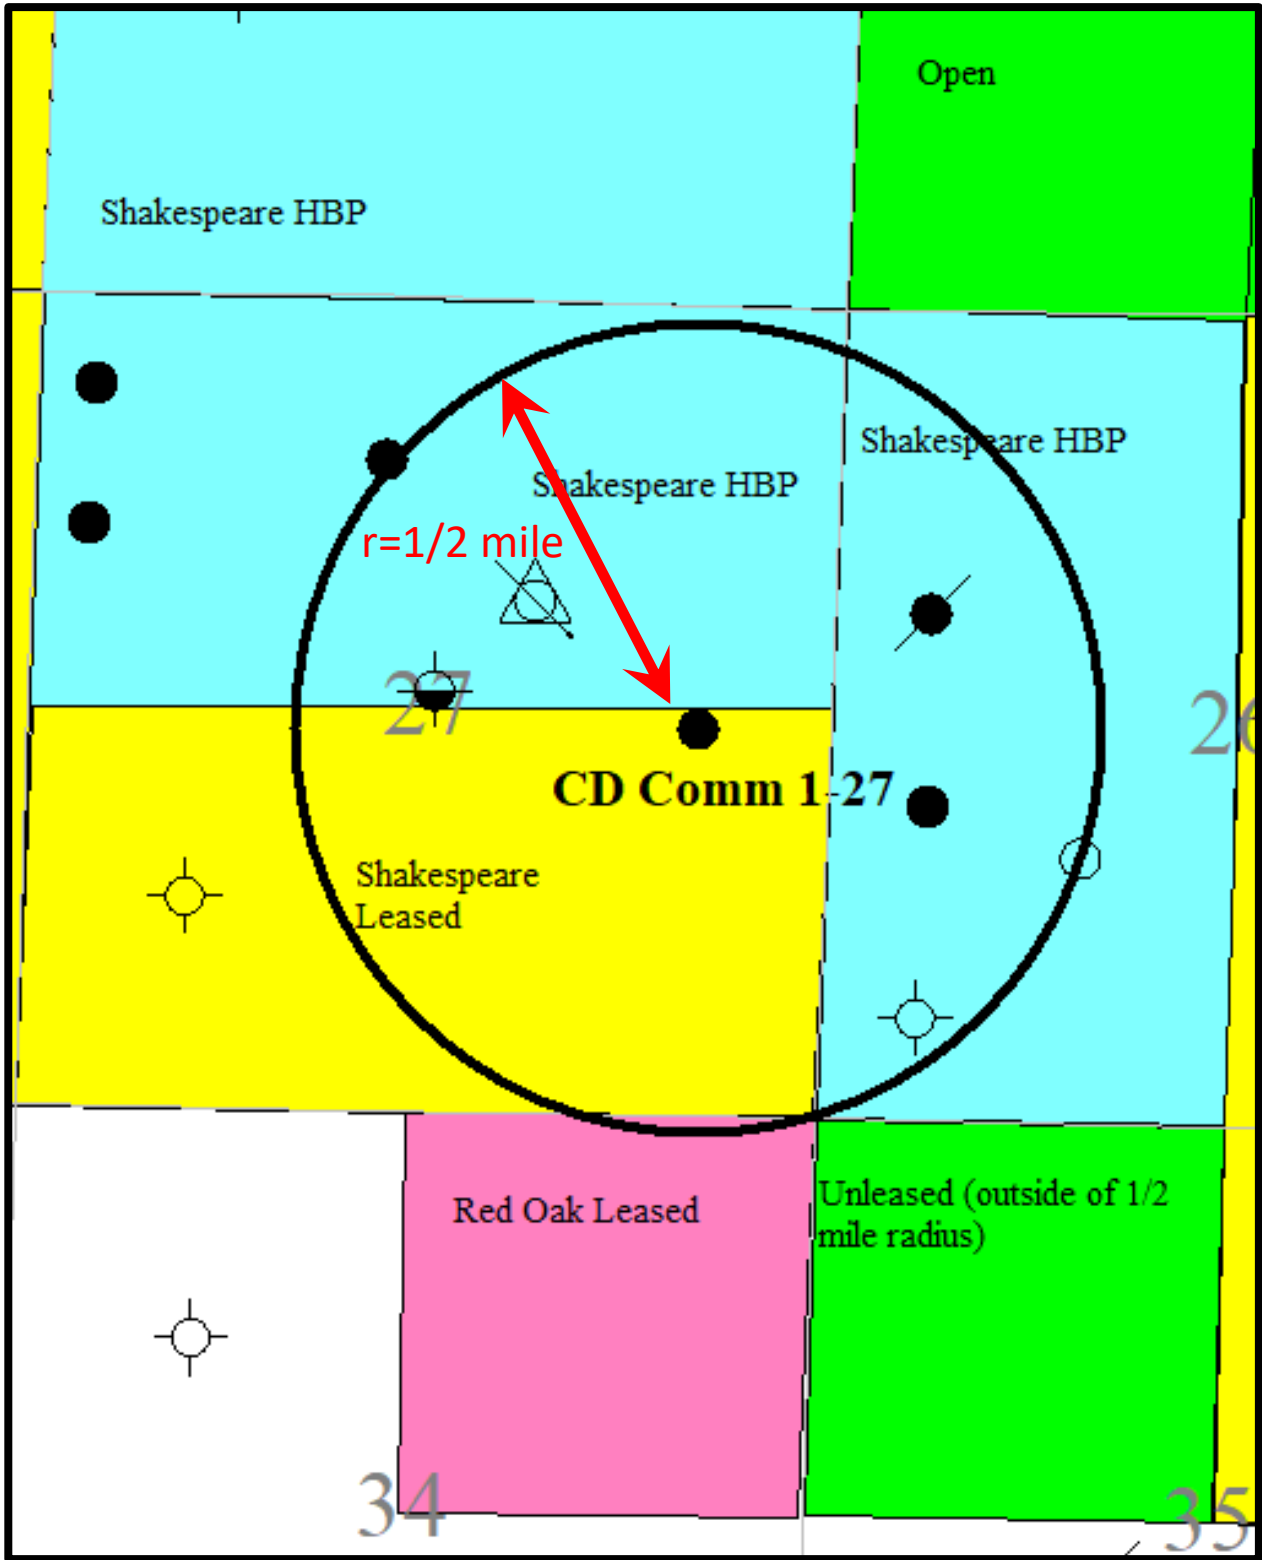 Open
Shakespeare HBP
Shakespeare HBP
Shakespeare HBP
r=1/2 mile
27
26
CD Comm 1-27
Shakespeare
Leased
Red Oak Leased
Unleased (outside of 1/2
mile radius)
34
35